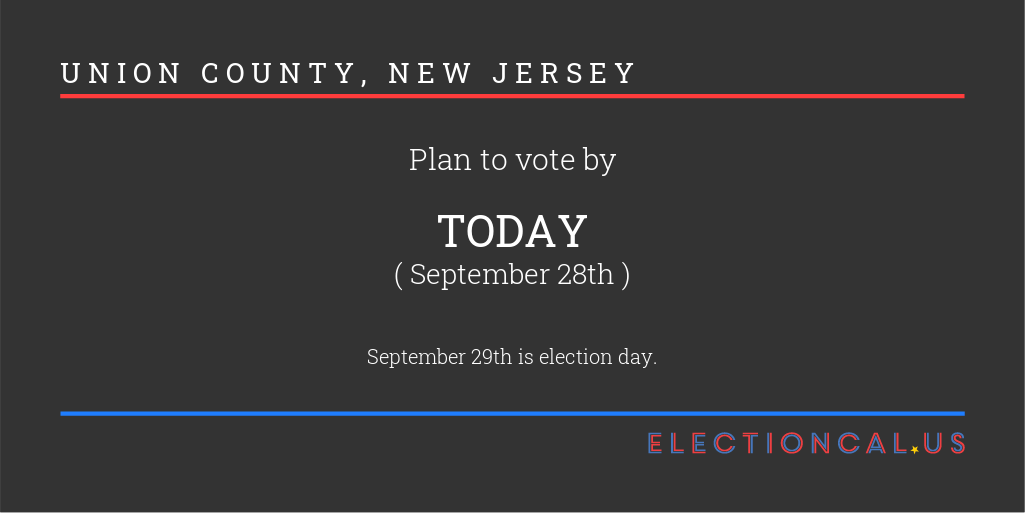 UNION COUNTY, NEW JERSEY
Plan to vote by
TODAY
( September 28th )
September 29th is election day.
ELECTIONCAL.US